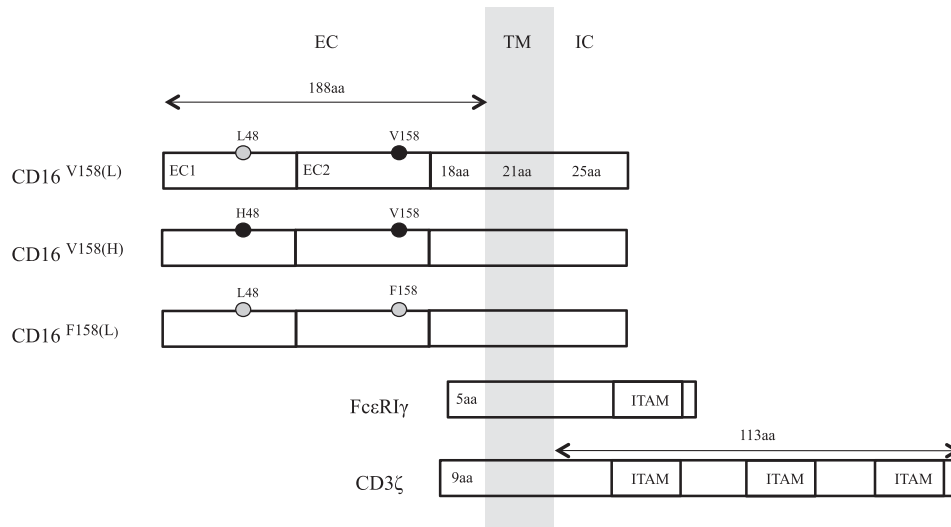 EC TM IC
188aa
L48 V158
CD16 V158(L) EC1 EC2 18aa 21aa 25aa
H48 V158
CD16 V158(H)
L48 F158
CD16 F158(L)
FcεRIγ 5aa ITAM
113aa
CD3ζ 9aa ITAM ITAM ITAM